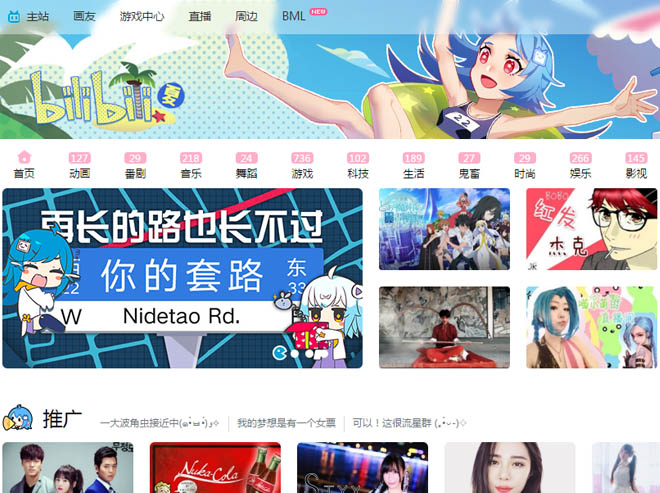 主站 画友 游戏中心 直播 周边 BML NEW
bilibili 夏
22
127 29 218 24 736 102 189 27 29 266 145
首页 动画 番剧 音乐 舞蹈 游戏 科技 生活 鬼畜 时尚 娱乐 影视
再长的路也长不过
你的套路 东
22 33
W Nidetao Rd.
BOBO
红发
杰克
推广 一大波角虫接近中(๑•̀ㅂ•́)و✧ 我的梦想是有一个女票 可以！这很流星群 (｡•̀ᴗ-)✧
Nuka-Cola